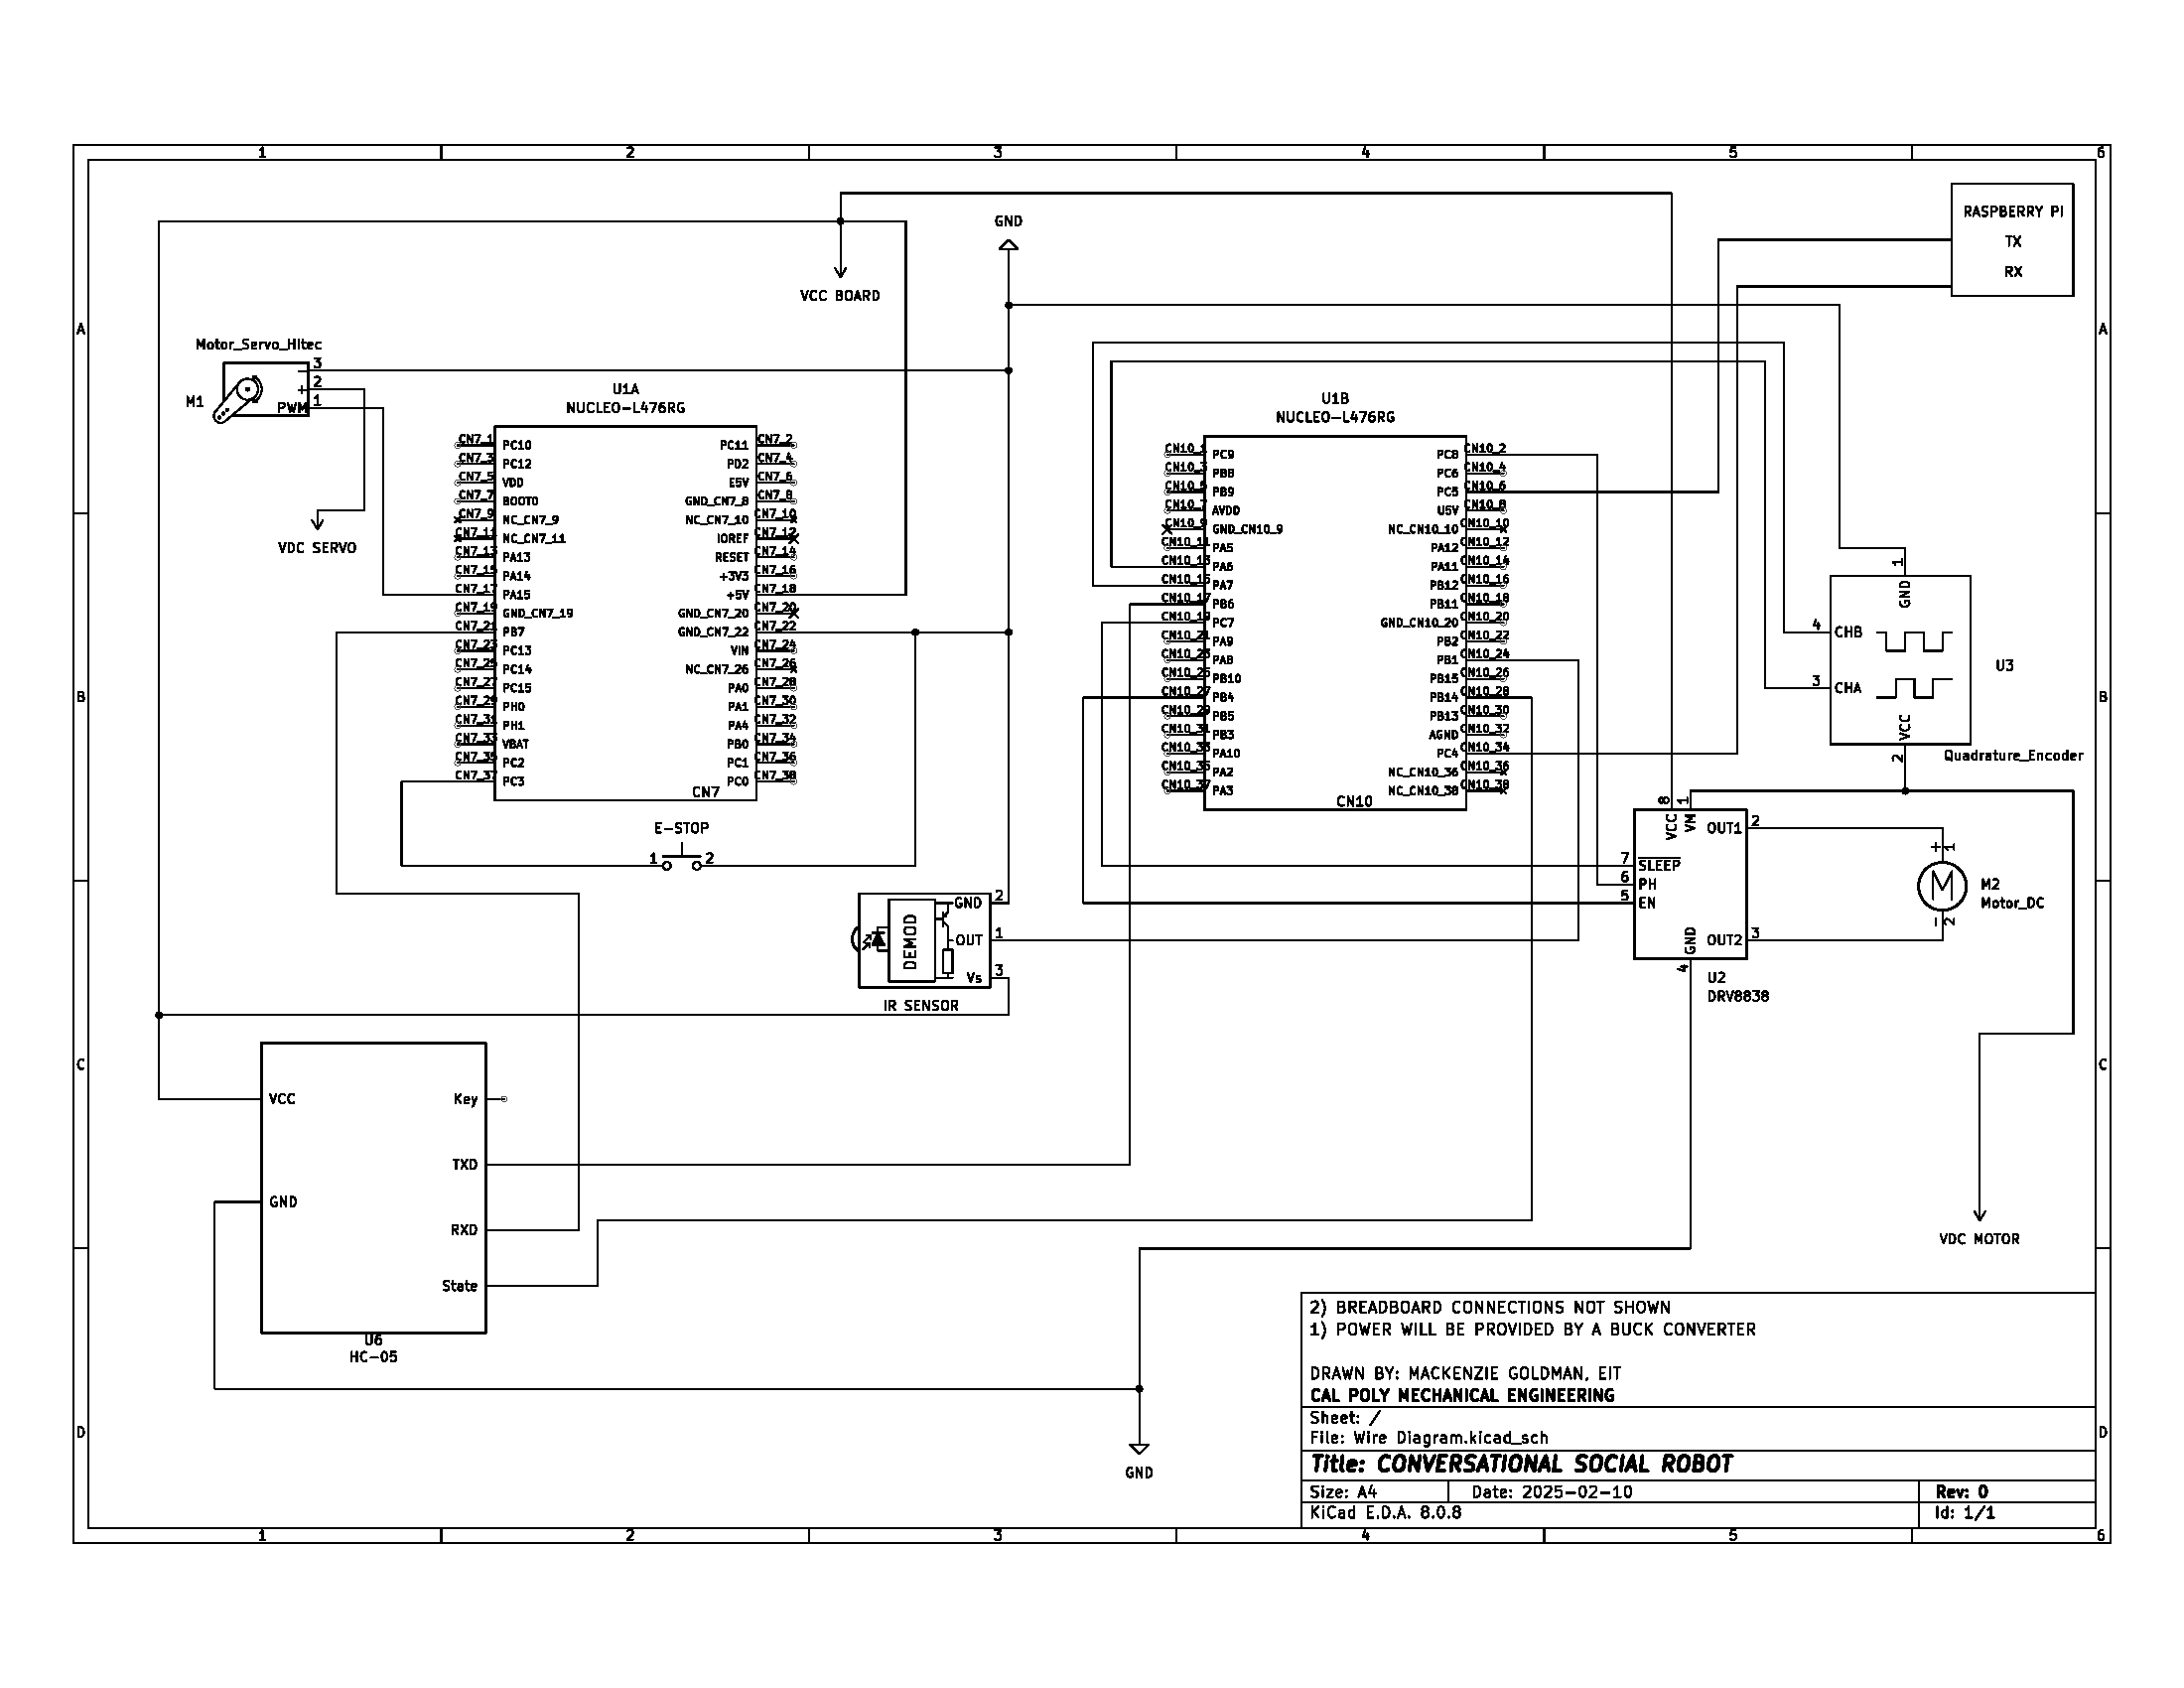 1 2 3 4 5 6
A
B
C
D
A
B
C
D
1 2 3 4 5 6
RASPBERRY PI
TX
RX
GND
VCC BOARD
Motor_Servo_Hitec
M1
-
+
PWM
3
2
1
VDC SERVO
U1A
NUCLEO-L476RG
CN7_1 PC10 PC11 CN7_2
CN7_3 PC12 PD2 CN7_4
CN7_5 VDD E5V CN7_6
CN7_7 BOOT0 GND_CN7_8 CN7_8
CN7_9 NC_CN7_9 NC_CN7_10 CN7_10
CN7_11 NC_CN7_11 IOREF CN7_12
CN7_13 PA13 RESET CN7_14
CN7_15 PA14 +3V3 CN7_16
CN7_17 PA15 +5V CN7_18
CN7_19 GND_CN7_19 GND_CN7_20 CN7_20
CN7_21 PB7 GND_CN7_22 CN7_22
CN7_23 PC13 VIN CN7_24
CN7_25 PC14 NC_CN7_26 CN7_26
CN7_27 PC15 PA0 CN7_28
CN7_29 PH0 PA1 CN7_30
CN7_31 PH1 PA4 CN7_32
CN7_33 VBAT PB0 CN7_34
CN7_35 PC2 PC1 CN7_36
CN7_37 PC3 PC0 CN7_38
CN7
E-STOP
1 2
U1B
NUCLEO-L476RG
CN10_1 PC9 PC8 CN10_2
CN10_3 PB8 PC6 CN10_4
CN10_5 PB9 PC5 CN10_6
CN10_7 AVDD U5V CN10_8
CN10_9 GND_CN10_9 NC_CN10_10 CN10_10
CN10_11 PA5 PA12 CN10_12
CN10_13 PA6 PA11 CN10_14
CN10_15 PA7 PB12 CN10_16
CN10_17 PB6 PB11 CN10_18
CN10_19 PC7 GND_CN10_20 CN10_20
CN10_21 PA9 PB2 CN10_22
CN10_23 PA8 PB1 CN10_24
CN10_25 PB10 PB15 CN10_26
CN10_27 PB4 PB14 CN10_28
CN10_29 PB5 PB13 CN10_30
CN10_31 PB3 AGND CN10_32
CN10_33 PA10 PC4 CN10_34
CN10_35 PA2 NC_CN10_36 CN10_36
CN10_37 PA3 NC_CN10_38 CN10_38
CN10
1
GND
4 CHB
3 CHA
VCC
2
U3
Quadrature_Encoder
8 1
VCC VM
OUT1 2
7 SLEEP
6 PH
5 EN
GND
4
OUT2 3
U2
DRV8838
+ 1
M
- 2
M2
Motor_DC
VDC MOTOR
DEMOD
GND 2
OUT 1
Vs 3
IR SENSOR
VCC
GND
Key
TXD
RXD
State
U6
HC-05
GND
2) BREADBOARD CONNECTIONS NOT SHOWN
1) POWER WILL BE PROVIDED BY A BUCK CONVERTER
DRAWN BY: MACKENZIE GOLDMAN, EIT
CAL POLY MECHANICAL ENGINEERING
Sheet: /
File: Wire Diagram.kicad_sch
Title: CONVERSATIONAL SOCIAL ROBOT
Size: A4 Date: 2025-02-10 Rev: 0
KiCad E.D.A. 8.0.8 Id: 1/1